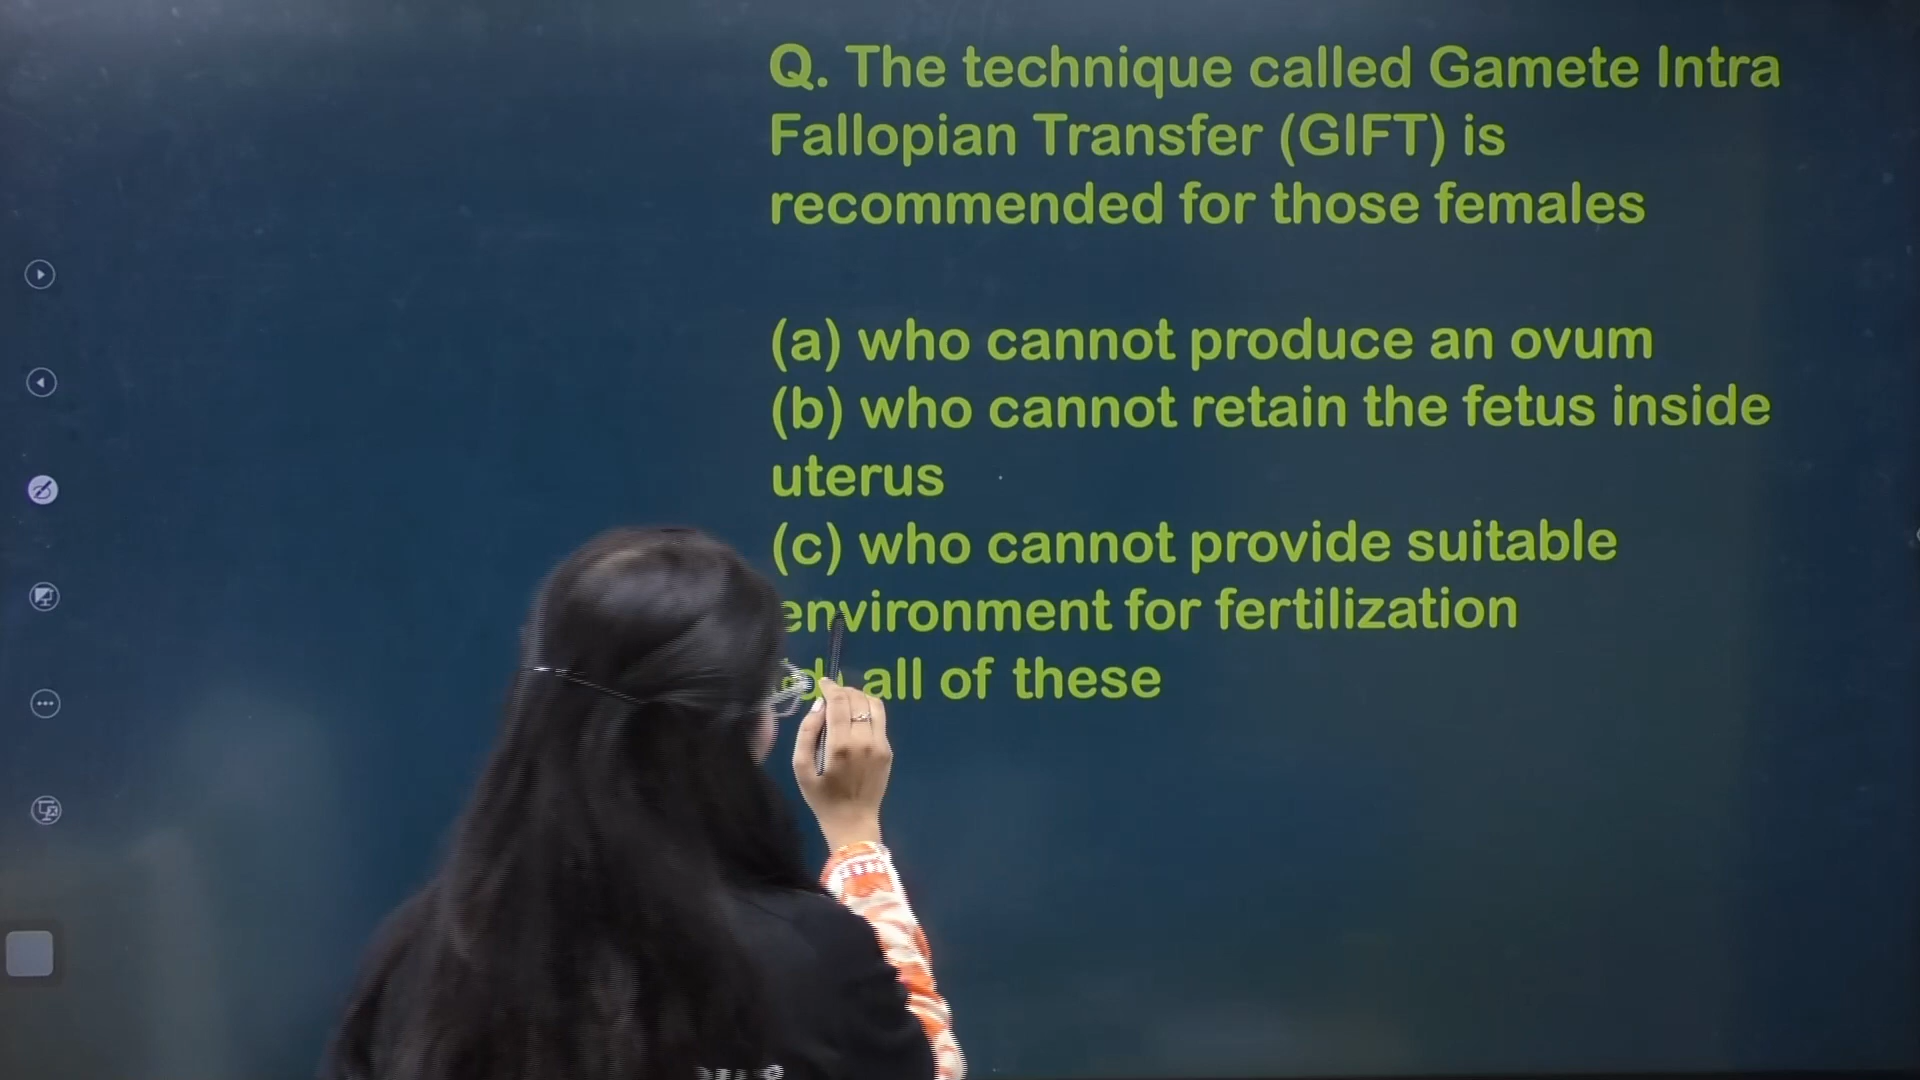 Q. The technique called Gamete Intra
Fallopian Transfer (GIFT) is
recommended for those females
(a) who cannot produce an ovum
(b) who cannot retain the fetus inside
uterus
(c) who cannot provide suitable
environment for fertilization
(d) all of these